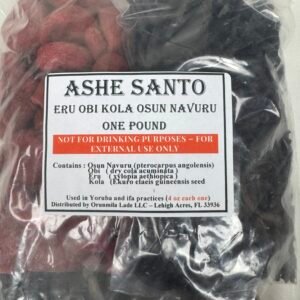 ASHE SANTO
ERU OBI KOLA OSUN NAVURU
ONE POUND
NOT FOR DRINKING PURPOSES – FOR
EXTERNAL USE ONLY
Contains : Osun Navuru (pterocarpus angolensis)
Obi ( dry cola acuminata )
Eru ( xylopia aethiopica )
Kola ( Ekuro elaeis guineensis seed
Used in Yoruba and ifa practices (4 oz each one)
Distributed by Orunmila Lade LLC – Lehigh Acres, FL 33936